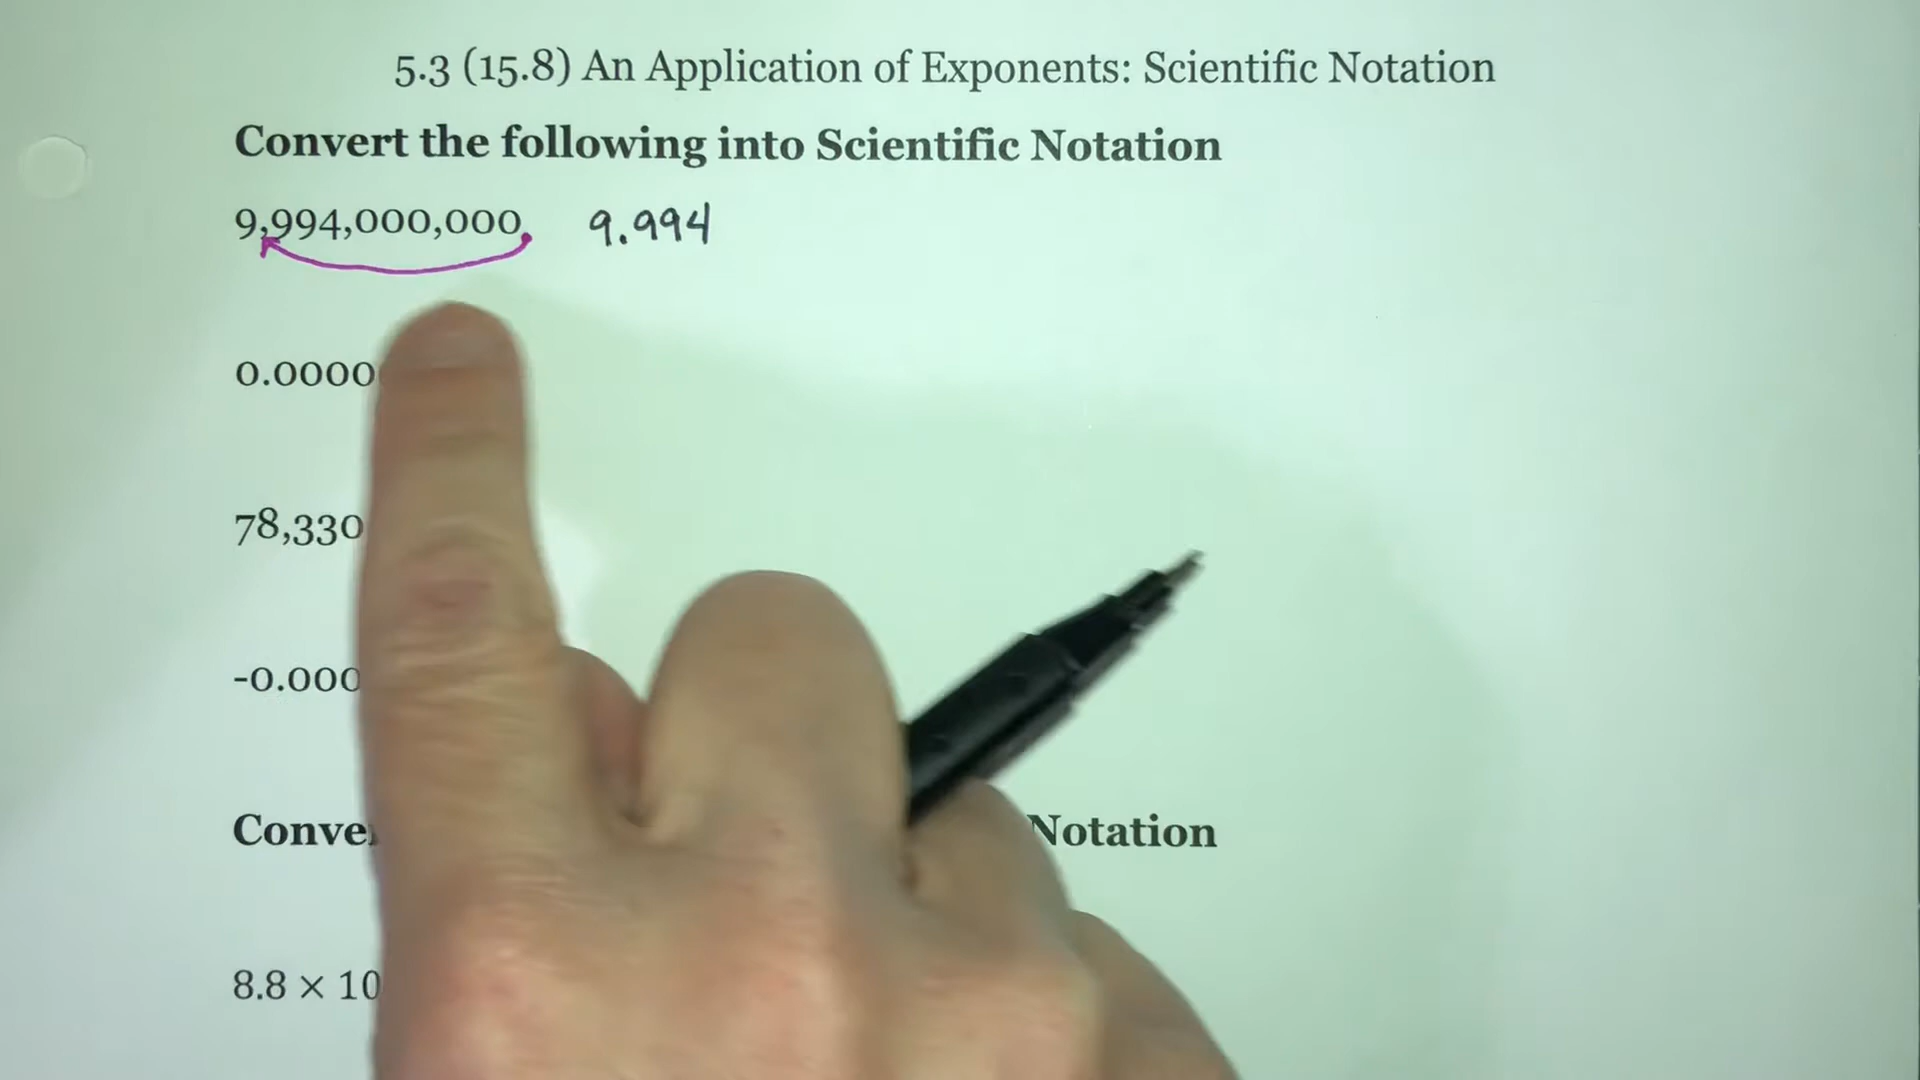 5.3 (15.8) An Application of Exponents: Scientific Notation
Convert the following into Scientific Notation
9,994,000,000. 9.994
0.0000
78,330
-0.000
Notation
8.8 × 10